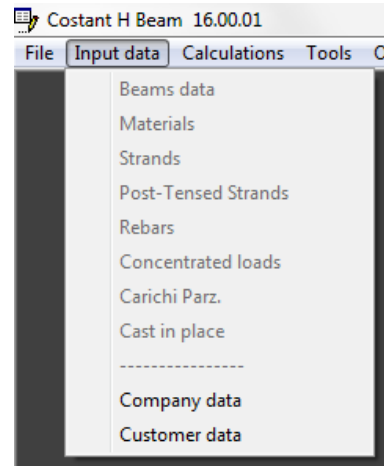 Costant H Beam 16.00.01
File Input data Calculations Tools
Beams data
Materials
Strands
Post-Tensed Strands
Rebars
Concentrated loads
Carichi Parz.
Cast in place
----------------
Company data
Customer data